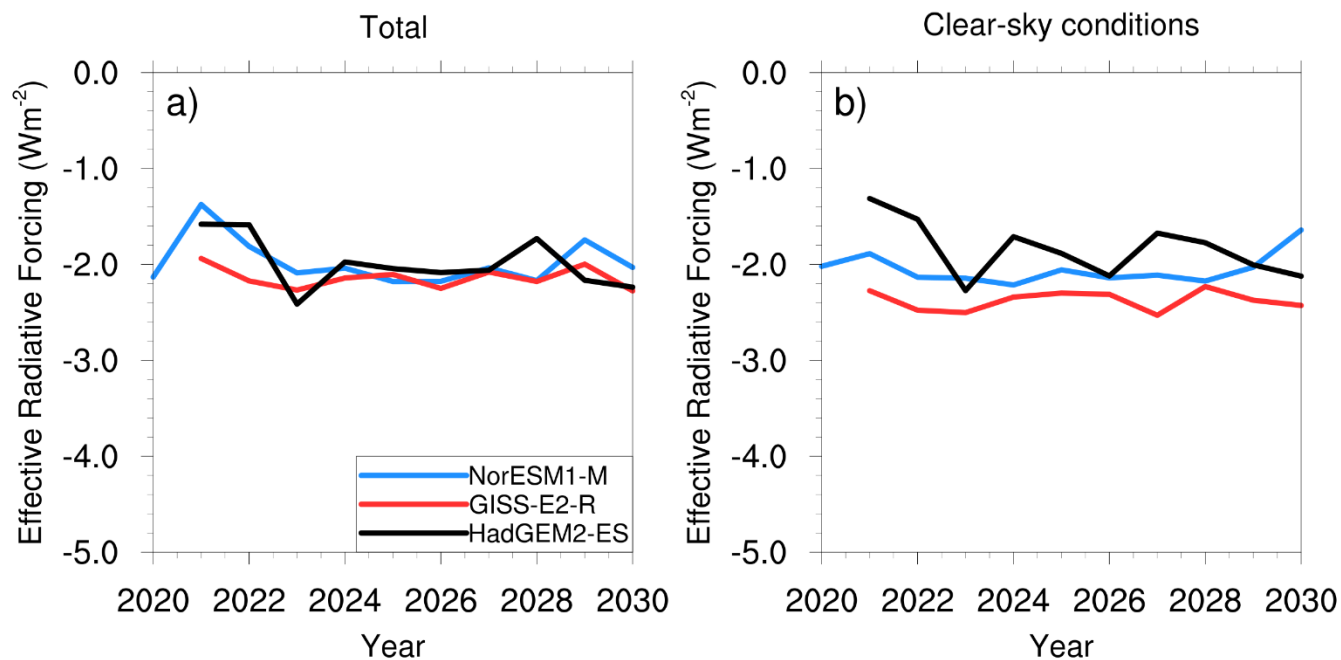 Total
a)
0.0
-1.0
-2.0
-3.0
-4.0
-5.0
Effective Radiative Forcing (Wm-2)
NorESM1-M
GISS-E2-R
HadGEM2-ES
2020 2022 2024 2026 2028 2030
Year
Clear-sky conditions
b)
0.0
-1.0
-2.0
-3.0
-4.0
-5.0
Effective Radiative Forcing (Wm-2)
2020 2022 2024 2026 2028 2030
Year